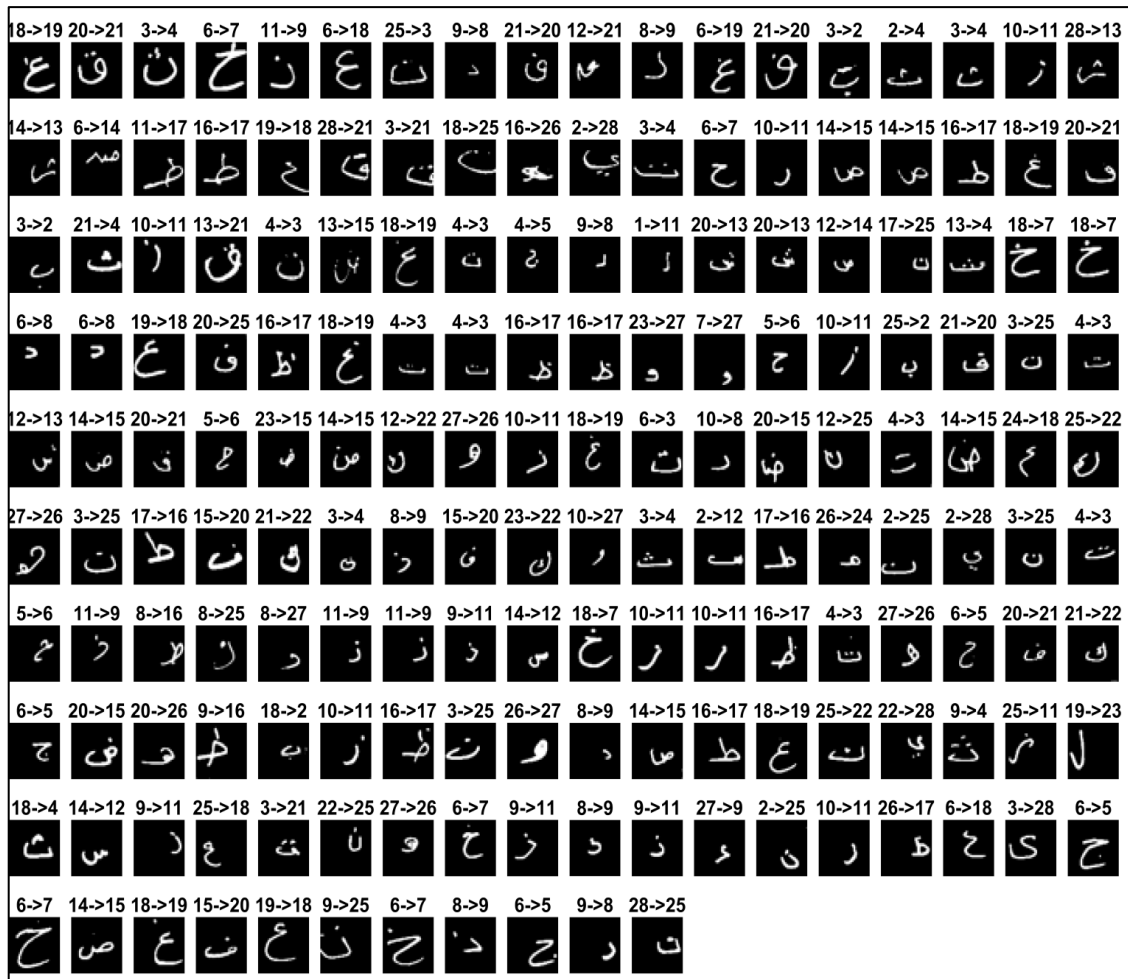 18->19 20->21 3->4 6->7 11->9 6->18 25->3 9->8 21->20 12->21 8->9 6->19 21->20 3->2 2->4 3->4 10->11 28->13
غ ق ث خ ز ع ن د ف ل غ ق ث ث ز
14->13 6->14 11->17 16->17 19->18 28->21 3->21 18->25 16->26 2->28 3->4 6->7 10->11 14->15 14->15 16->17 18->19 20->21
ظ ط ق ت ي ت ح ر ص ص ط غ ف
3->2 21->4 10->11 13->21 4->3 13->15 18->19 4->3 4->5 9->8 1->11 20->13 20->13 12->14 17->25 13->4 18->7 18->7
ب ث ق ن غ ت ج د ش س ن خ خ
6->8 6->8 19->18 20->25 16->17 18->19 4->3 4->3 16->17 16->17 23->27 7->27 5->6 10->11 25->2 21->20 3->25 4->3
د د ع ف ظ غ ت ت ظ ظ و و ح ز ب ف ن ت
12->13 14->15 20->21 5->6 23->15 14->15 12->22 27->26 10->11 18->19 6->3 10->8 20->15 12->25 4->3 14->15 24->18 25->22
ض ف ح ض ك و ز غ ت د ض ت ض ع ك
27->26 3->25 17->16 15->20 21->22 3->4 8->9 15->20 23->22 10->27 3->4 2->12 17->16 26->24 2->25 2->28 3->25 4->3
ت ط ف ذ ف ك و ث ط ن ي ن ت
5->6 11->9 8->16 8->25 8->27 11->9 11->9 9->11 14->12 18->7 10->11 10->11 16->17 4->3 27->26 6->5 20->21 21->22
ح ذ ط د ز ز ذ س خ ز ز ظ ت ج ف ك
6->5 20->15 20->26 9->16 18->2 10->11 16->17 3->25 26->27 8->9 14->15 16->17 18->19 25->22 22->28 9->4 25->11 19->23
ج ض ط ب ز ظ ت و د ص ط غ ن ي ث ل
18->4 14->12 9->11 25->18 3->21 22->25 27->26 6->7 9->11 8->9 9->11 27->9 2->25 10->11 26->17 6->18 3->28 6->5
ث س ز ع ت ن و خ ز د ذ ن ر ط ع ى ج
6->7 14->15 18->19 15->20 19->18 9->25 6->7 8->9 6->5 9->8 28->25
خ ض غ ف غ ن خ ذ ج د ت